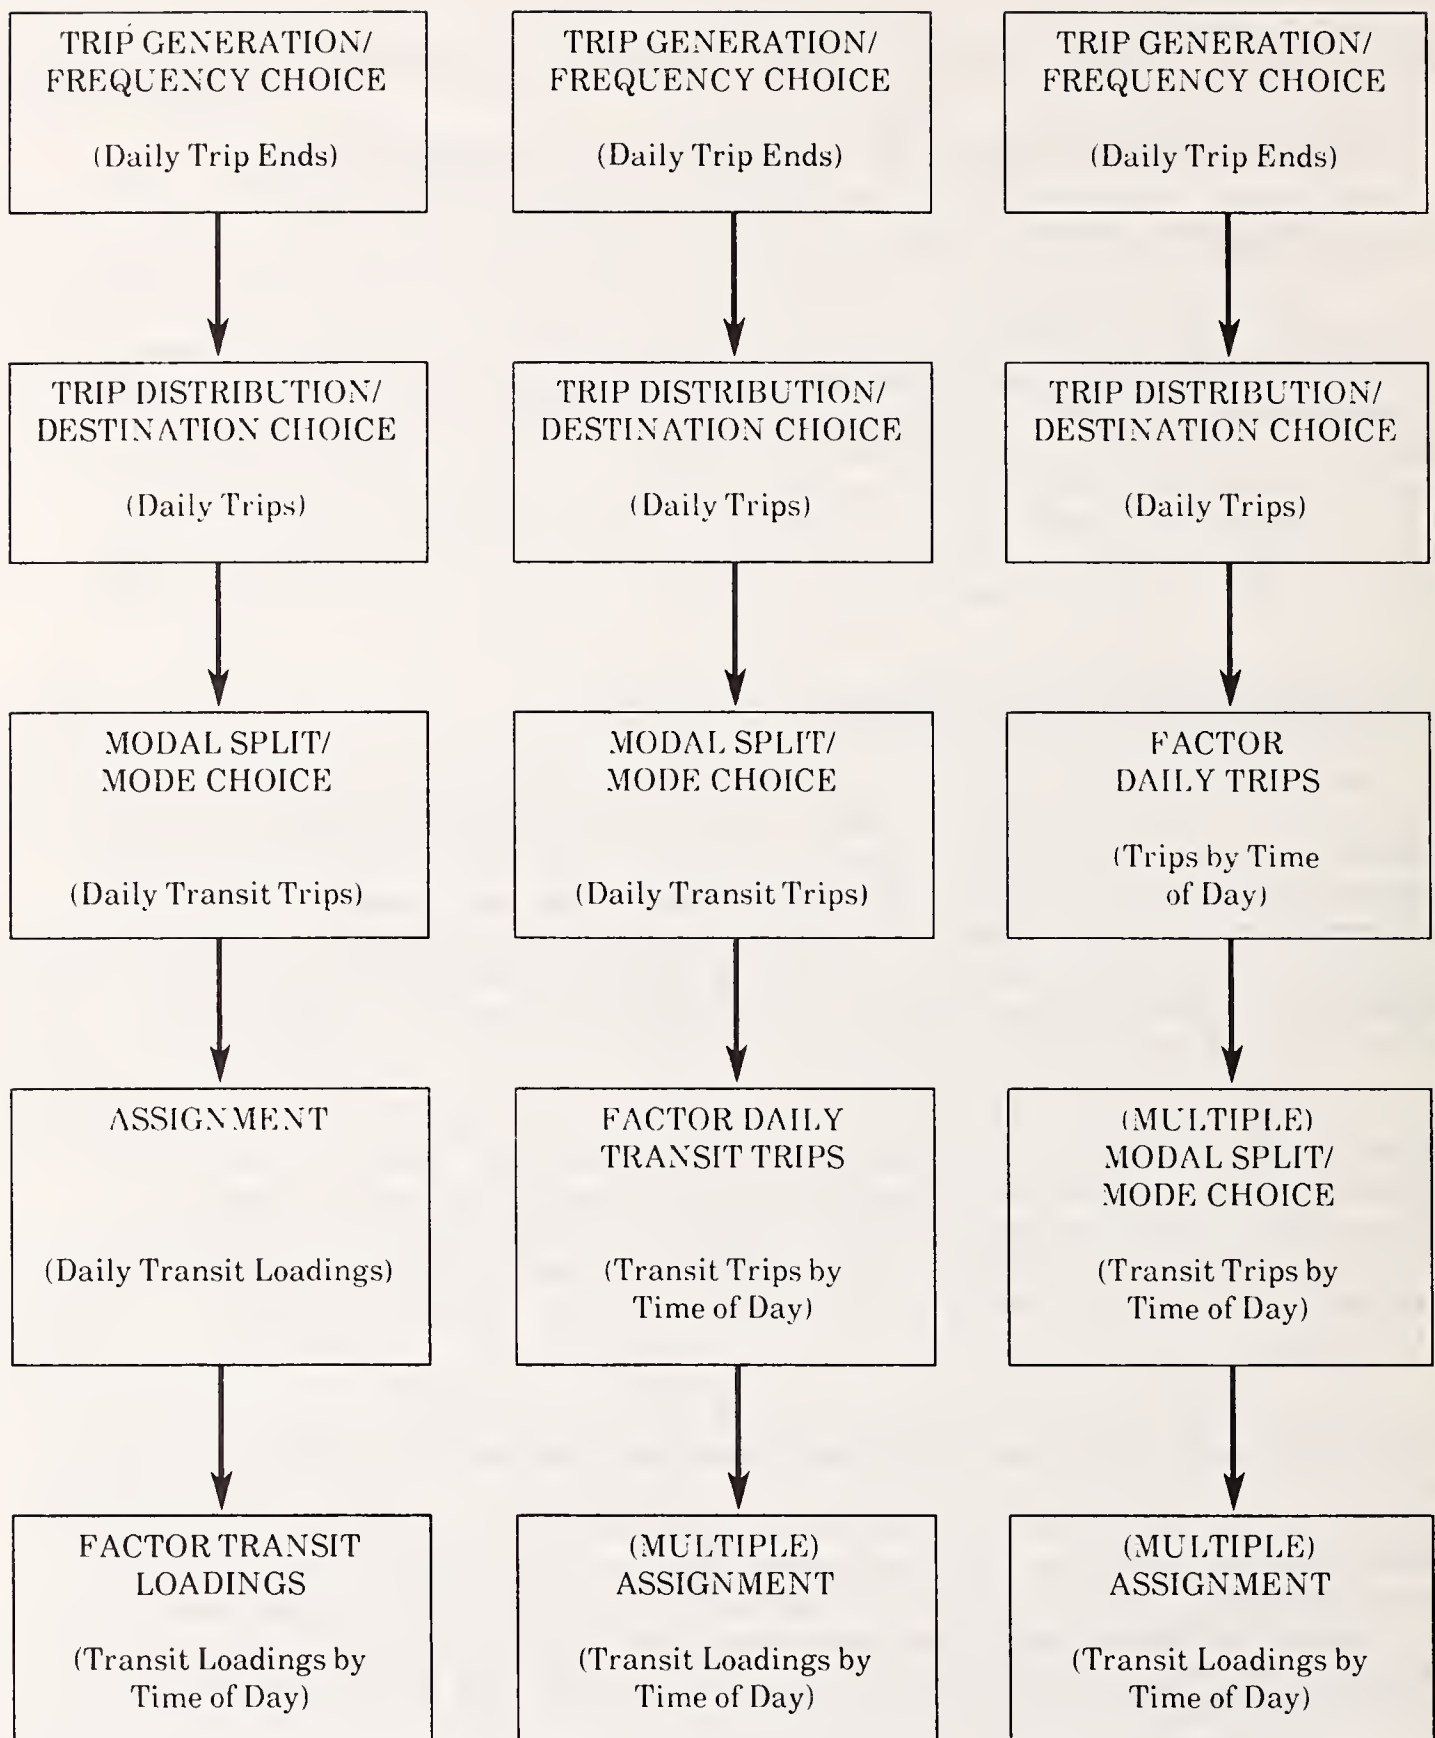 TRIP GENERATION/
FREQUENCY CHOICE
(Daily Trip Ends)
TRIP DISTRIBUTION/
DESTINATION CHOICE
(Daily Trips)
MODAL SPLIT/
MODE CHOICE
(Daily Transit Trips)
ASSIGNMENT
(Daily Transit Loadings)
FACTOR TRANSIT
LOADINGS
(Transit Loadings by
Time of Day)
TRIP GENERATION/
FREQUENCY CHOICE
(Daily Trip Ends)
TRIP DISTRIBUTION/
DESTINATION CHOICE
(Daily Trips)
MODAL SPLIT/
MODE CHOICE
(Daily Transit Trips)
FACTOR DAILY
TRANSIT TRIPS
(Transit Trips by
Time of Day)
(MULTIPLE)
ASSIGNMENT
(Transit Loadings by
Time of Day)
TRIP GENERATION/
FREQUENCY CHOICE
(Daily Trip Ends)
TRIP DISTRIBUTION/
DESTINATION CHOICE
(Daily Trips)
FACTOR
DAILY TRIPS
(Trips by Time
of Day)
(MULTIPLE)
MODAL SPLIT/
MODE CHOICE
(Transit Trips by
Time of Day)
(MULTIPLE)
ASSIGNMENT
(Transit Loadings by
Time of Day)